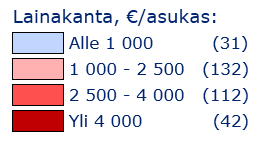 Lainakanta, €/asukas:
Alle 1 000 (31)
1 000 - 2 500 (132)
2 500 - 4 000 (112)
Yli 4 000 (42)